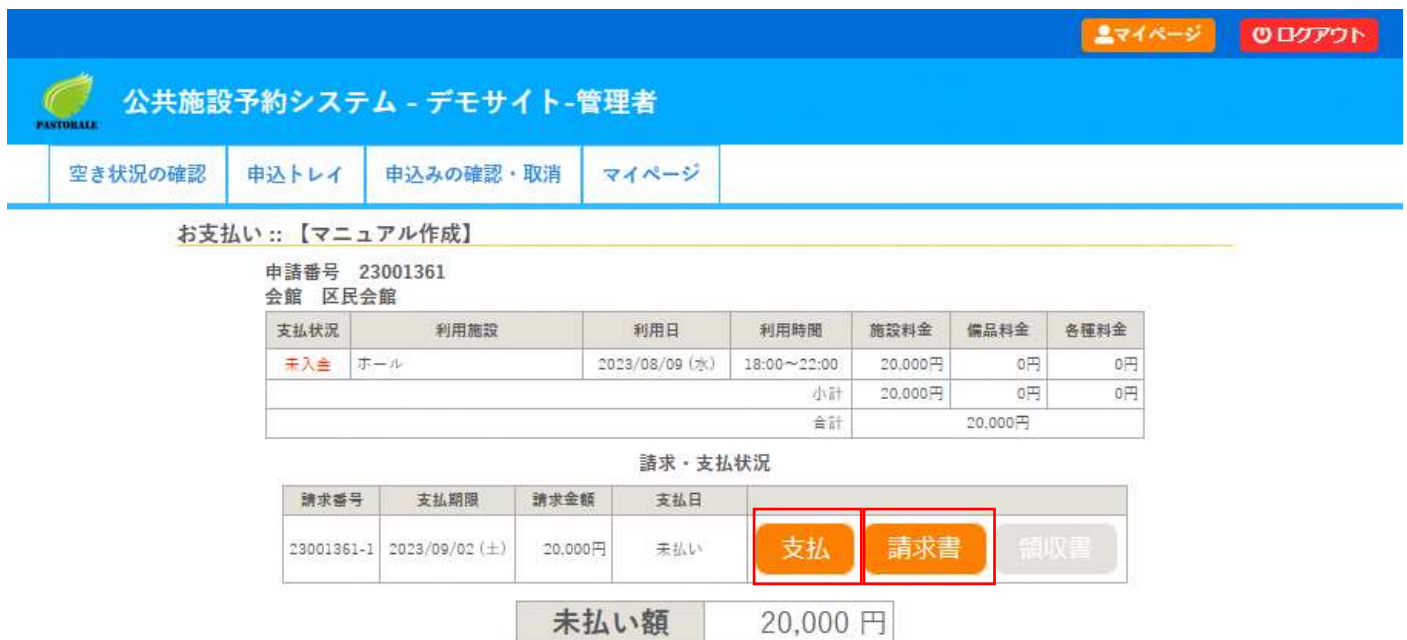 マイページ ログアウト
PASTORALE 公共施設予約システム - デモサイト-管理者
空き状況の確認 申込トレイ 申込みの確認・取消 マイページ
お支払い :: 【マニュアル作成】
申請番号 23001361
会館 区民会館
支払状況 利用施設 利用日 利用時間 施設料金 備品料金 各種料金
未入金 ホール 2023/08/09 (水) 18:00～22:00 20,000円 0円 0円
小計 20,000円 0円 0円
合計 20,000円
請求・支払状況
請求番号 支払期限 請求金額 支払日
23001361-1 2023/09/02 (土) 20,000円 未払い 支払 請求書 領収書
未払い額 20,000 円